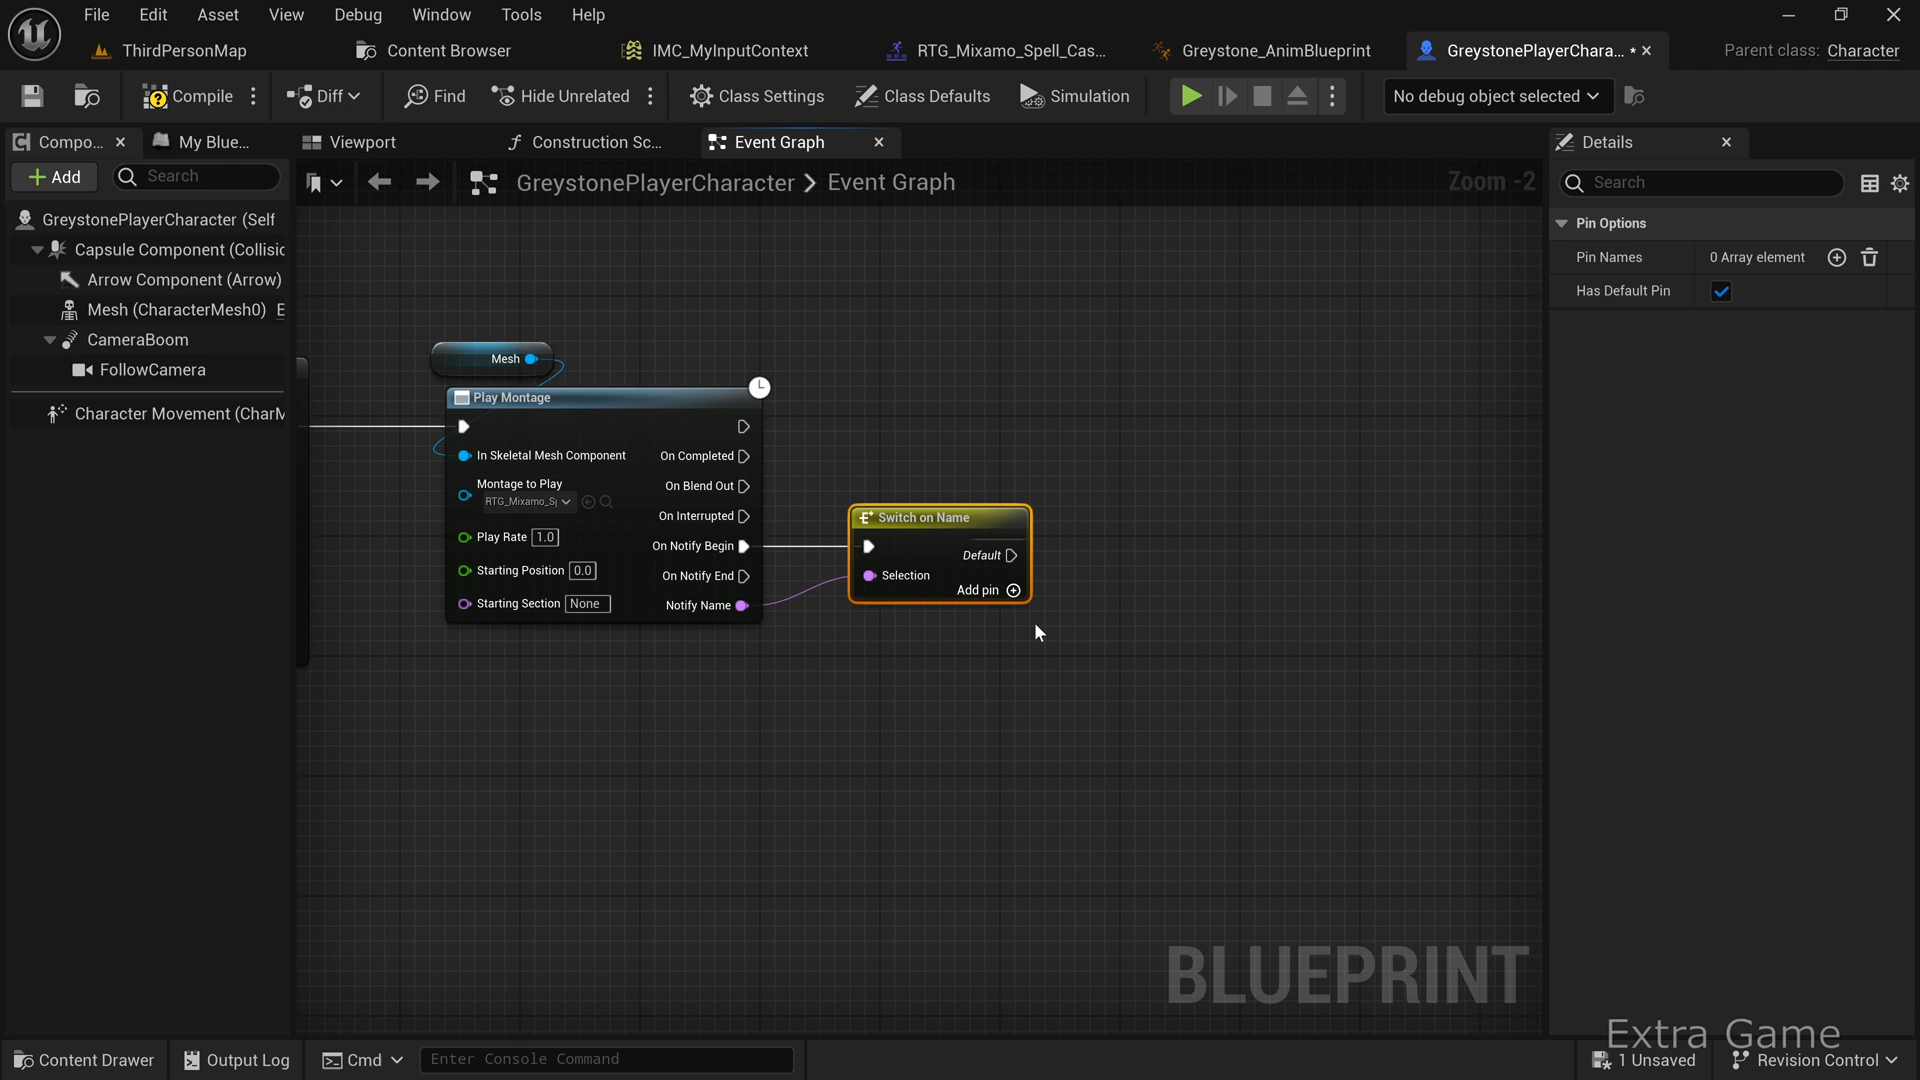 File Edit Asset View Debug Window Tools Help
ThirdPersonMap Content Browser IMC_MyInputContext RTG_Mixamo_Spell_Cas... Greystone_AnimBlueprint GreystonePlayerChara... • Parent class: Character
Compile Diff Find Hide Unrelated Class Settings Class Defaults Simulation No debug object selected
Compo... My Blue... Viewport Construction Sc... Event Graph Details
Add Search GreystonePlayerCharacter Event Graph Zoom -2 Search
GreystonePlayerCharacter (Self
Capsule Component (Collisic
Arrow Component (Arrow)
Mesh (CharacterMesh0) E
CameraBoom
FollowCamera
Character Movement (CharM
Mesh
Play Montage
In Skeletal Mesh Component On Completed
Montage to Play On Blend Out
RTG_Mixamo_Sp
On Interrupted
Play Rate 1.0 On Notify Begin
Starting Position 0.0 On Notify End
Starting Section None Notify Name
Switch on Name
Default
Selection
Add pin
Pin Options
Pin Names 0 Array element
Has Default Pin
BLUEPRINT
Extra Game
Content Drawer Output Log Cmd Enter Console Command 1 Unsaved Revision Control